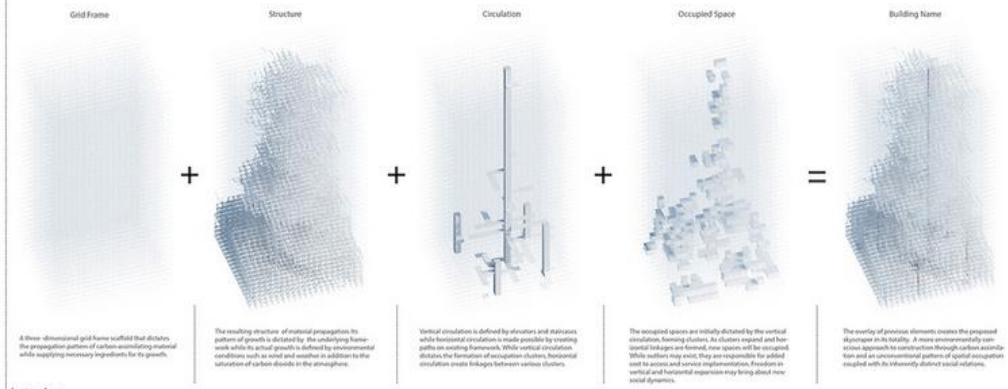 Grid Frame
Structure
Circulation
Occupied Space
Building Name
+
+
+
=
A three-dimensional grid frame scaffold that dictates
the propagation pattern of carbon-assimilating material
while supplying necessary ingredients for its growth.
The resulting structure of material propagation. Its
pattern of growth is dictated by the underlying frame-
work while its actual growth is defined by environmental
conditions such as wind and weather in addition to the
saturation of carbon dioxide in the atmosphere.
Vertical circulation is defined by elevators and staircases
while horizontal circulation is made possible by creating
paths on existing framework. While vertical circulation
dictates the formation of occupation clusters, horizontal
circulation create linkages between various clusters.
The occupied spaces are initially dictated by the vertical
circulation, forming clusters. As clusters expand and hor-
izontal linkages are formed, new spaces will be occupied.
While outliers may exist, they are responsible for added
cost to access and service implementation. Freedom in
vertical and horizontal expansion may bring about new
social dynamics.
The overlay of previous elements creates the proposed
skyscraper in its totality. A more environmentally con-
scious approach to construction through carbon assimila-
tion and an unconventional pattern of spatial occupation
coupled with its inherently distinct social relations.